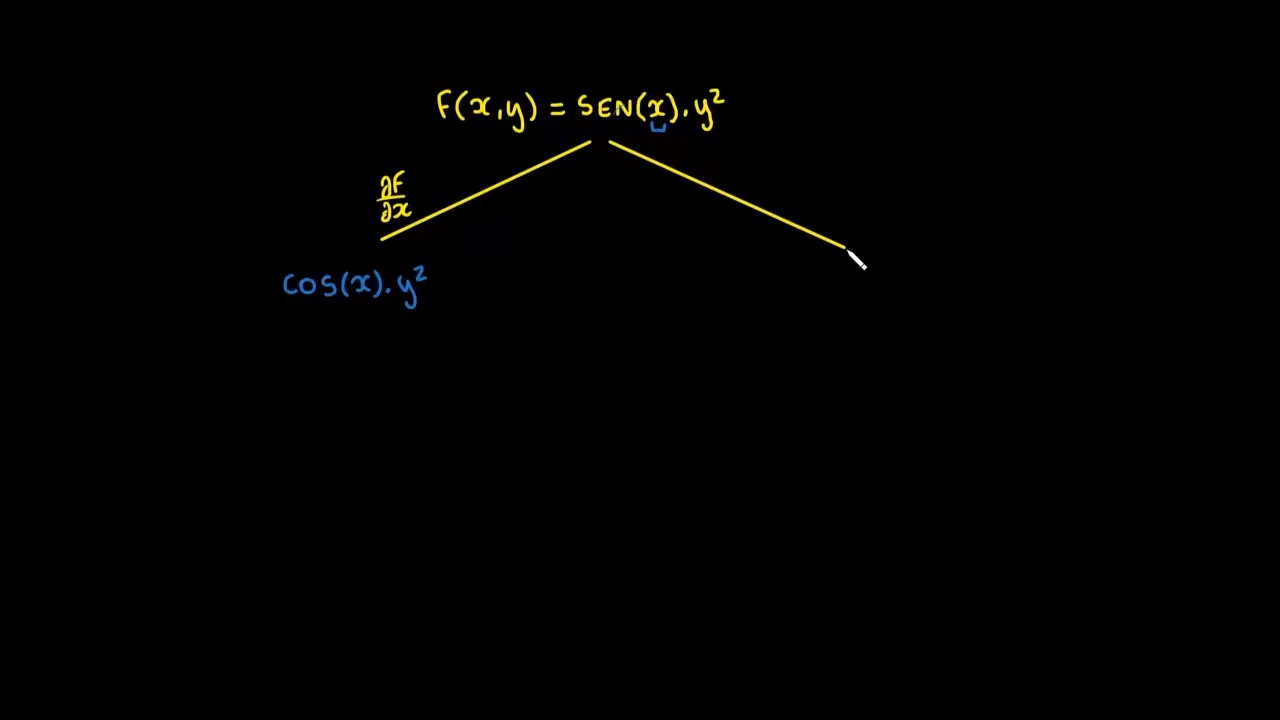 F(x,y) = SEN(x).y²
∂F
∂x
COS(x).y²